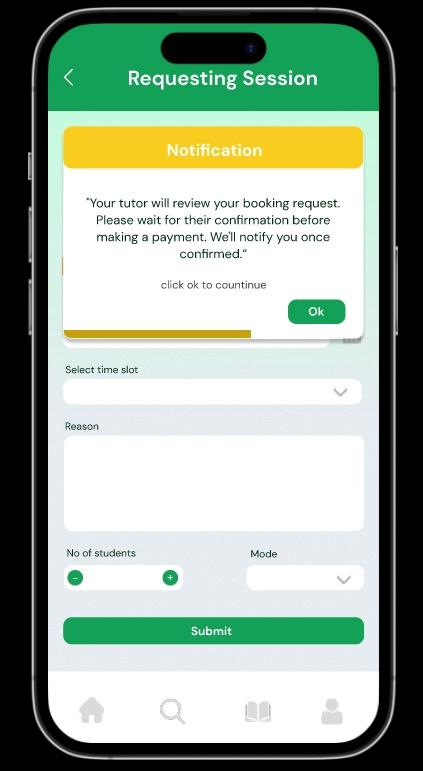 Requesting Session
Notification
"Your tutor will review your booking request.
Please wait for their confirmation before
making a payment. We'll notify you once
confirmed."
click ok to countinue
Ok
Select time slot
Reason
No of students
Mode
-
+
Submit